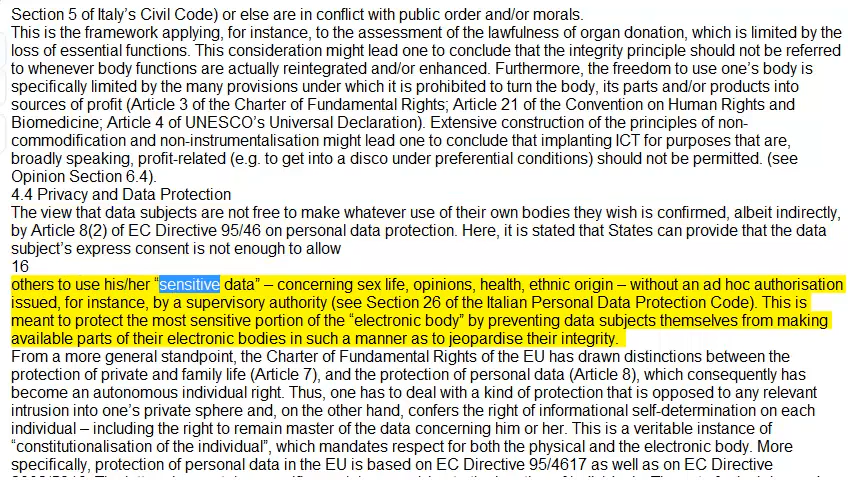 Section 5 of Italy's Civil Code) or else are in conflict with public order and/or morals.
This is the framework applying, for instance, to the assessment of the lawfulness of organ donation, which is limited by the
loss of essential functions. This consideration might lead one to conclude that the integrity principle should not be referred
to whenever body functions are actually reintegrated and/or enhanced. Furthermore, the freedom to use one's body is
specifically limited by the many provisions under which it is prohibited to turn the body, its parts and/or products into
sources of profit (Article 3 of the Charter of Fundamental Rights; Article 21 of the Convention on Human Rights and
Biomedicine; Article 4 of UNESCO's Universal Declaration). Extensive construction of the principles of non-
commodification and non-instrumentalisation might lead one to conclude that implanting ICT for purposes that are,
broadly speaking, profit-related (e.g. to get into a disco under preferential conditions) should not be permitted. (see
Opinion Section 6.4).
4.4 Privacy and Data Protection
The view that data subjects are not free to make whatever use of their own bodies they wish is confirmed, albeit indirectly,
by Article 8(2) of EC Directive 95/46 on personal data protection. Here, it is stated that States can provide that the data
subject's express consent is not enough to allow
16
others to use his/her "sensitive data" – concerning sex life, opinions, health, ethnic origin – without an ad hoc authorisation
issued, for instance, by a supervisory authority (see Section 26 of the Italian Personal Data Protection Code). This is
meant to protect the most sensitive portion of the "electronic body" by preventing data subjects themselves from making
available parts of their electronic bodies in such a manner as to jeopardise their integrity.
From a more general standpoint, the Charter of Fundamental Rights of the EU has drawn distinctions between the
protection of private and family life (Article 7), and the protection of personal data (Article 8), which consequently has
become an autonomous individual right. Thus, one has to deal with a kind of protection that is opposed to any relevant
intrusion into one's private sphere and, on the other hand, confers the right of informational self-determination on each
individual – including the right to remain master of the data concerning him or her. This is a veritable instance of
"constitutionalisation of the individual", which mandates respect for both the physical and the electronic body. More
specifically, protection of personal data in the EU is based on EC Directive 95/4617 as well as on EC Directive